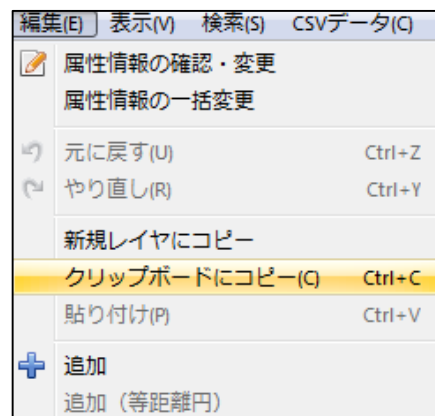 編集(E) 表示(V) 検索(S) CSVデータ(C)
属性情報の確認・変更
属性情報の一括変更
元に戻す(U) Ctrl+Z
やり直し(R) Ctrl+Y
新規レイヤにコピー
クリップボードにコピー(C) Ctrl+C
貼り付け(P) Ctrl+V
追加
追加（等距離円）